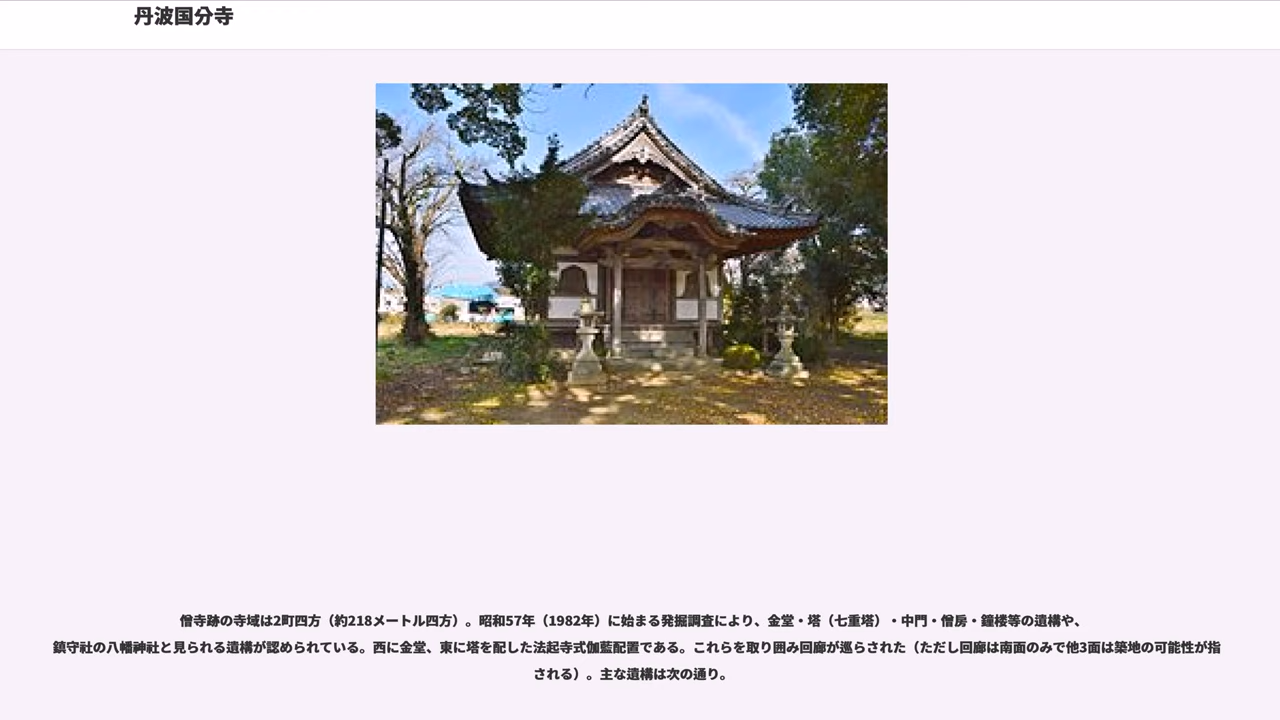 丹波国分寺
僧寺跡の寺域は2町四方（約218メートル四方）。昭和57年（1982年）に始まる発掘調査により、金堂・塔（七重塔）・中門・僧房・鐘楼等の遺構や、
鎮守社の八幡神社と見られる遺構が認められている。西に金堂、東に塔を配した法起寺式伽藍配置である。これらを取り囲み回廊が巡らされた（ただし回廊は南面のみで他3面は築地の可能性が指
される）。主な遺構は次の通り。